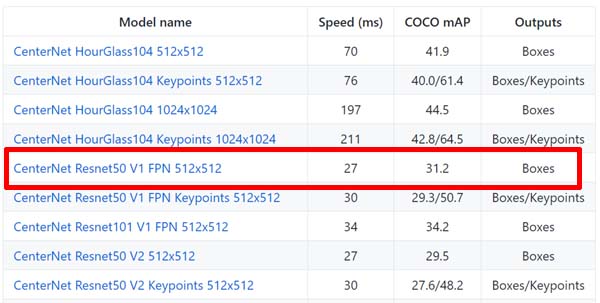 Model name Speed (ms) COCO mAP Outputs
CenterNet HourGlass104 512x512 70 41.9 Boxes
CenterNet HourGlass104 Keypoints 512x512 76 40.0/61.4 Boxes/Keypoints
CenterNet HourGlass104 1024x1024 197 44.5 Boxes
CenterNet HourGlass104 Keypoints 1024x1024 211 42.8/64.5 Boxes/Keypoints
CenterNet Resnet50 V1 FPN 512x512 27 31.2 Boxes
CenterNet Resnet50 V1 FPN Keypoints 512x512 30 29.3/50.7 Boxes/Keypoints
CenterNet Resnet101 V1 FPN 512x512 34 34.2 Boxes
CenterNet Resnet50 V2 512x512 27 29.5 Boxes
CenterNet Resnet50 V2 Keypoints 512x512 30 27.6/48.2 Boxes/Keypoints